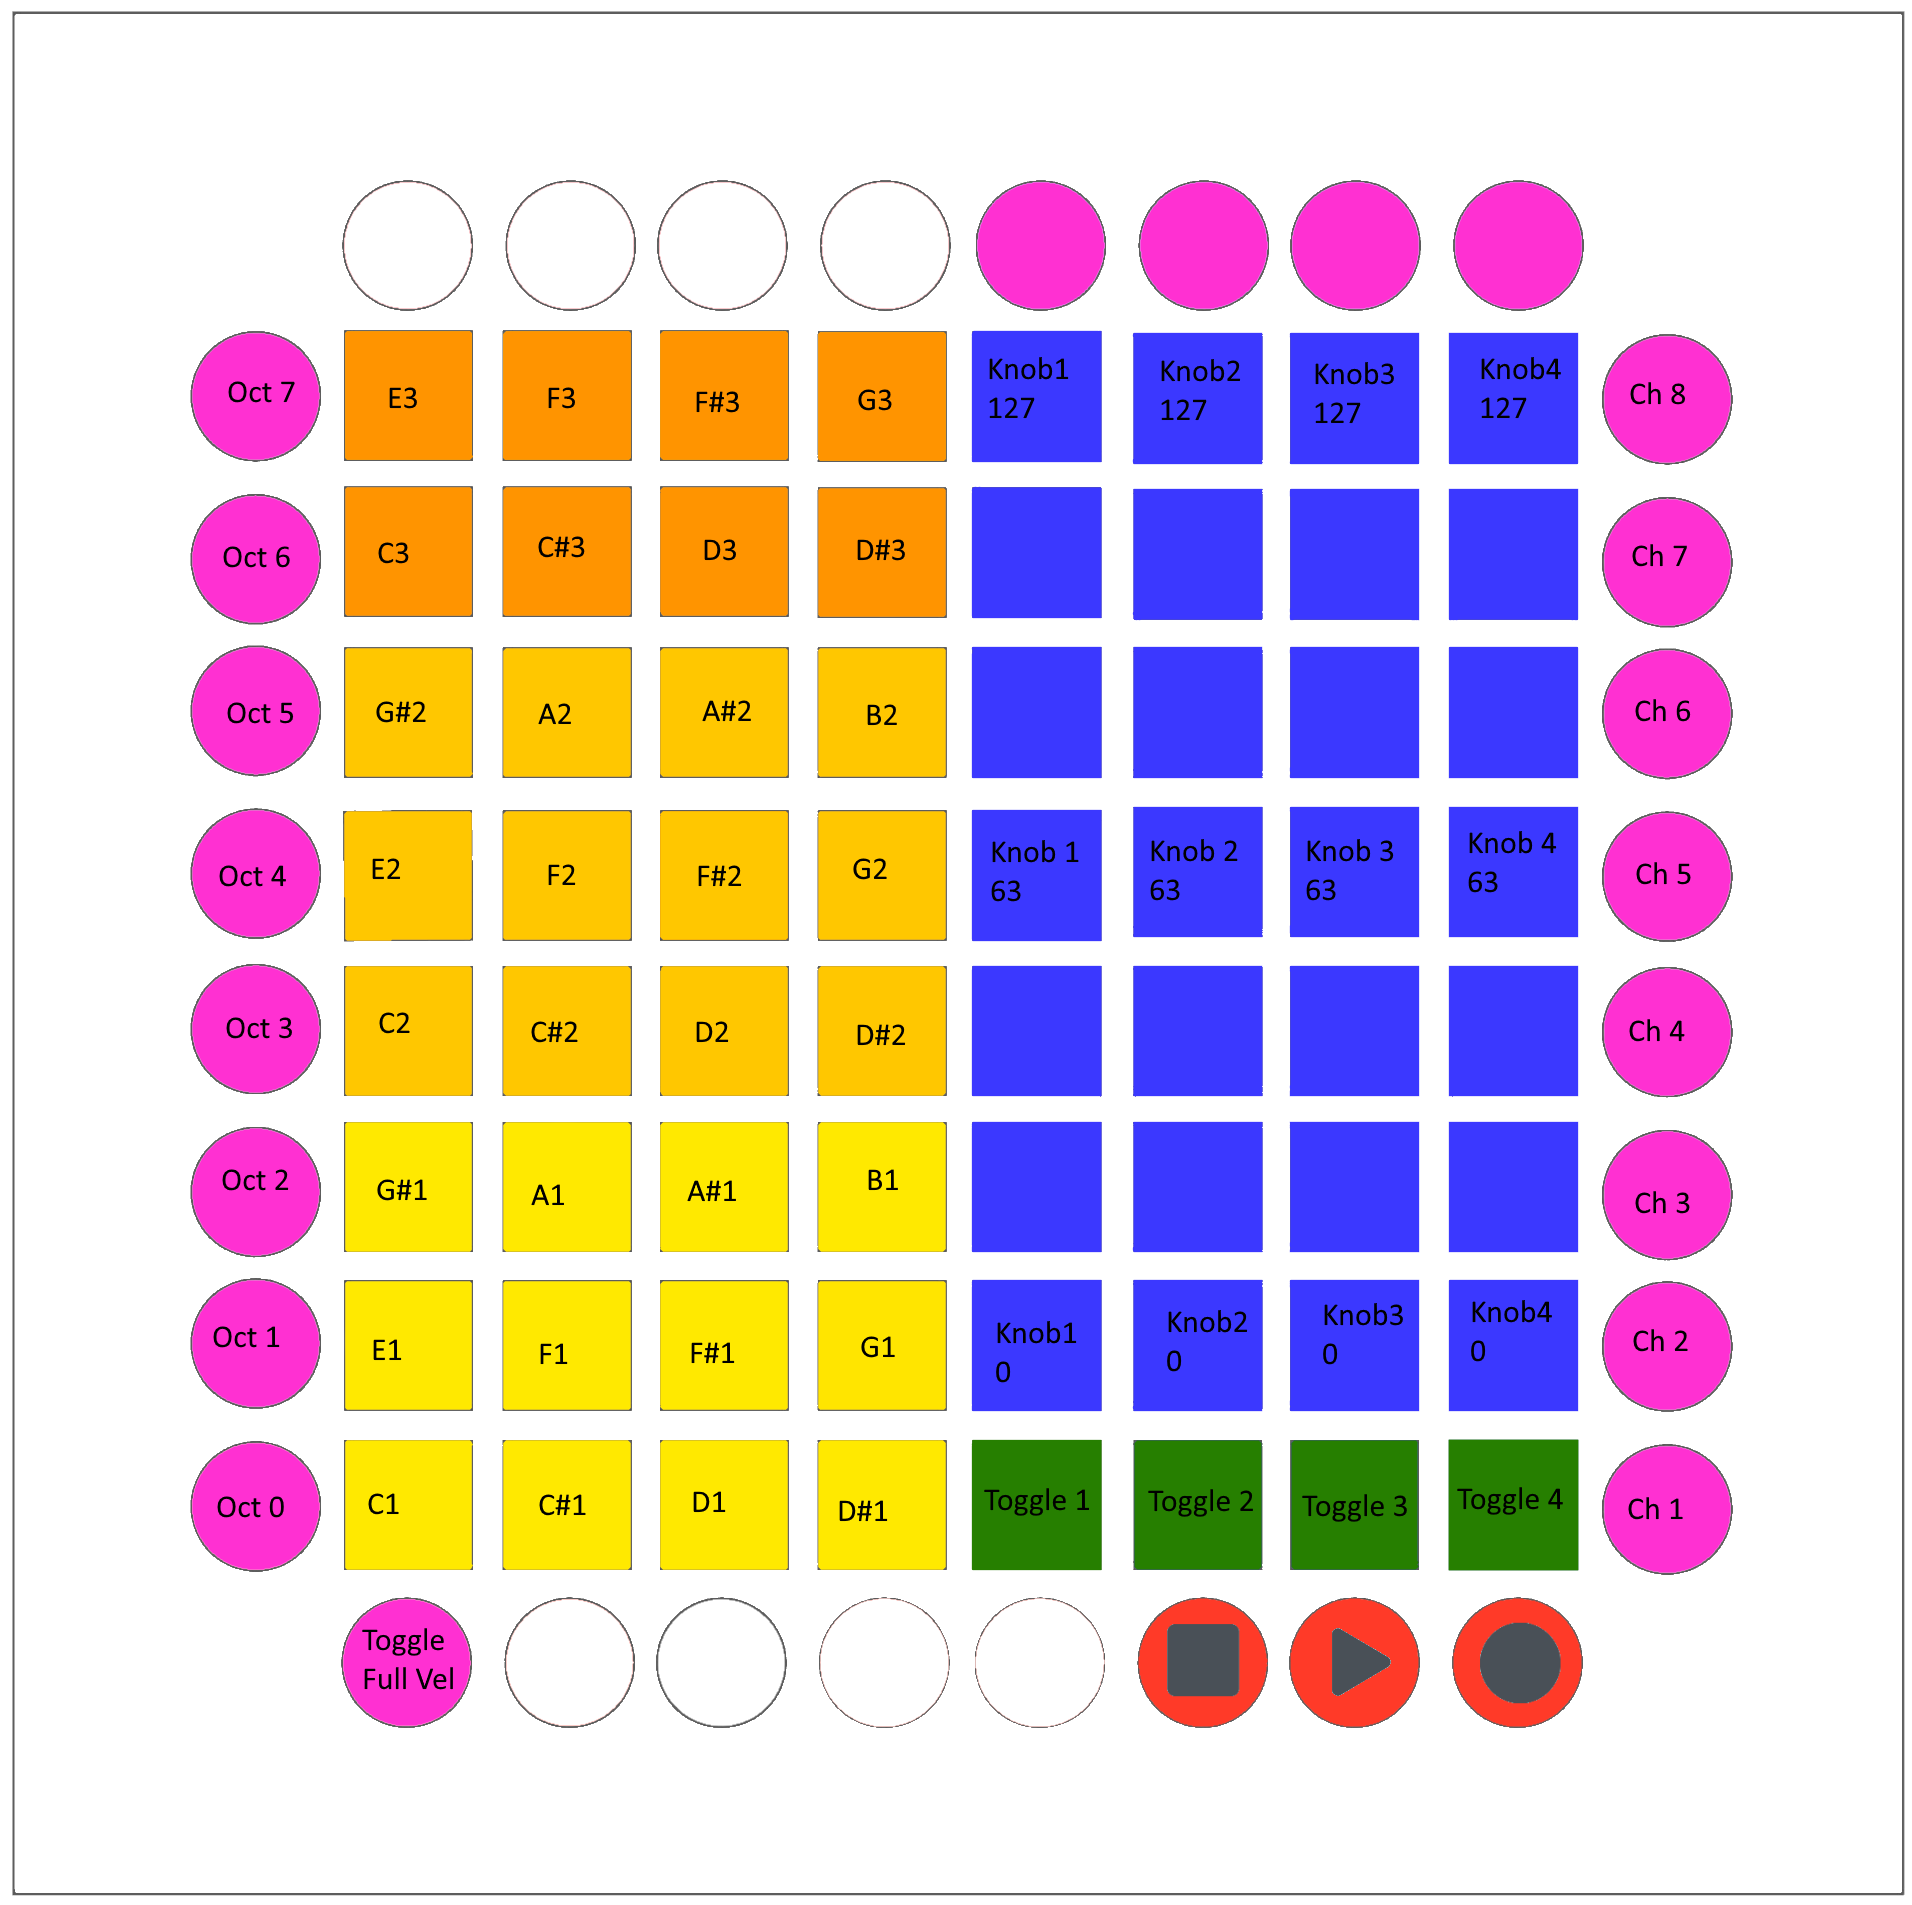 Oct 7
E3
F3
F#3
G3
Knob1
127
Knob2
127
Knob3
127
Knob4
127
Ch 8
Oct 6
C3
C#3
D3
D#3
Ch 7
Oct 5
G#2
A2
A#2
B2
Ch 6
Oct 4
E2
F2
F#2
G2
Knob 1
63
Knob 2
63
Knob 3
63
Knob 4
63
Ch 5
Oct 3
C2
C#2
D2
D#2
Ch 4
Oct 2
G#1
A1
A#1
B1
Ch 3
Oct 1
E1
F1
F#1
G1
Knob1
0
Knob2
0
Knob3
0
Knob4
0
Ch 2
Oct 0
C1
C#1
D1
D#1
Toggle 1
Toggle 2
Toggle 3
Toggle 4
Ch 1
Toggle
Full Vel